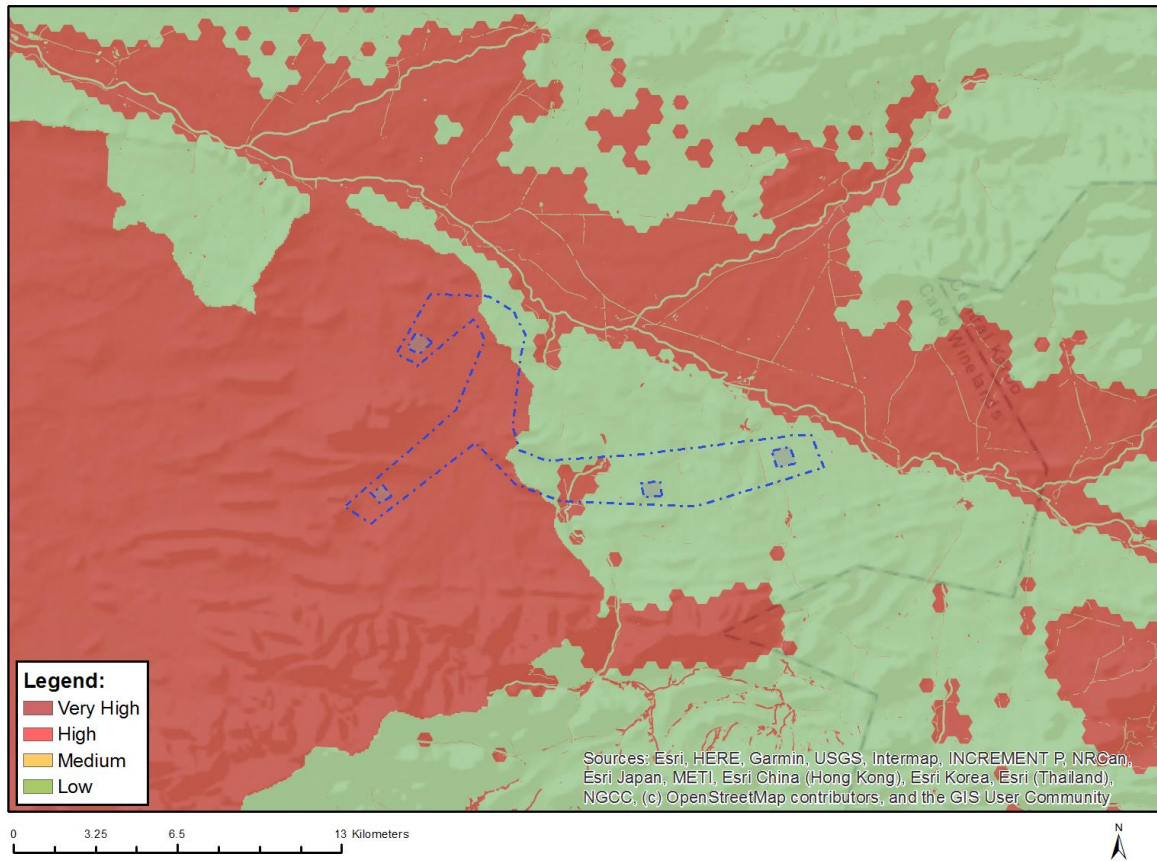 Central Karoo
Cape Winelands
Legend:
Very High
High
Medium
Low
Sources: Esri, HERE, Garmin, USGS, Intermap, INCREMENT P, NRCan,
Esri Japan, METI, Esri China (Hong Kong), Esri Korea, Esri (Thailand),
NGCC, (c) OpenStreetMap contributors, and the GIS User Community
0 3.25 6.5 13 Kilometers
N